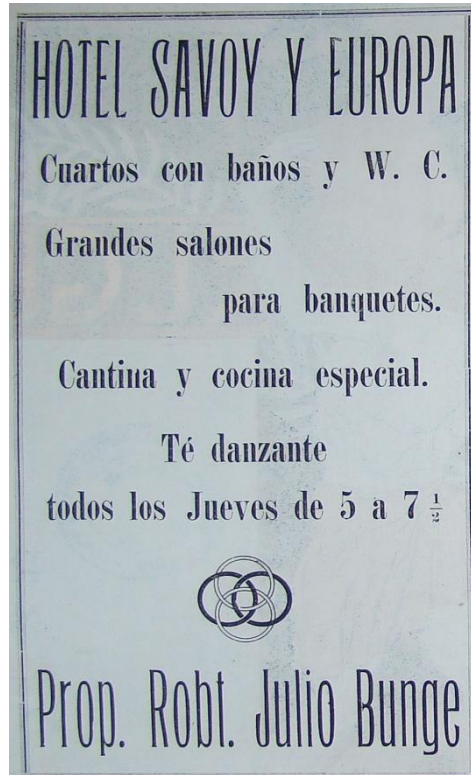 HOTEL SAVOY Y EUROPA
Cuartos con baños y W. C.
Grandes salones
para banquetes.
Cantina y cocina especial.
Té danzante
todos los Jueves de 5 a 7 ½
Prop. Robt. Julio Bunge